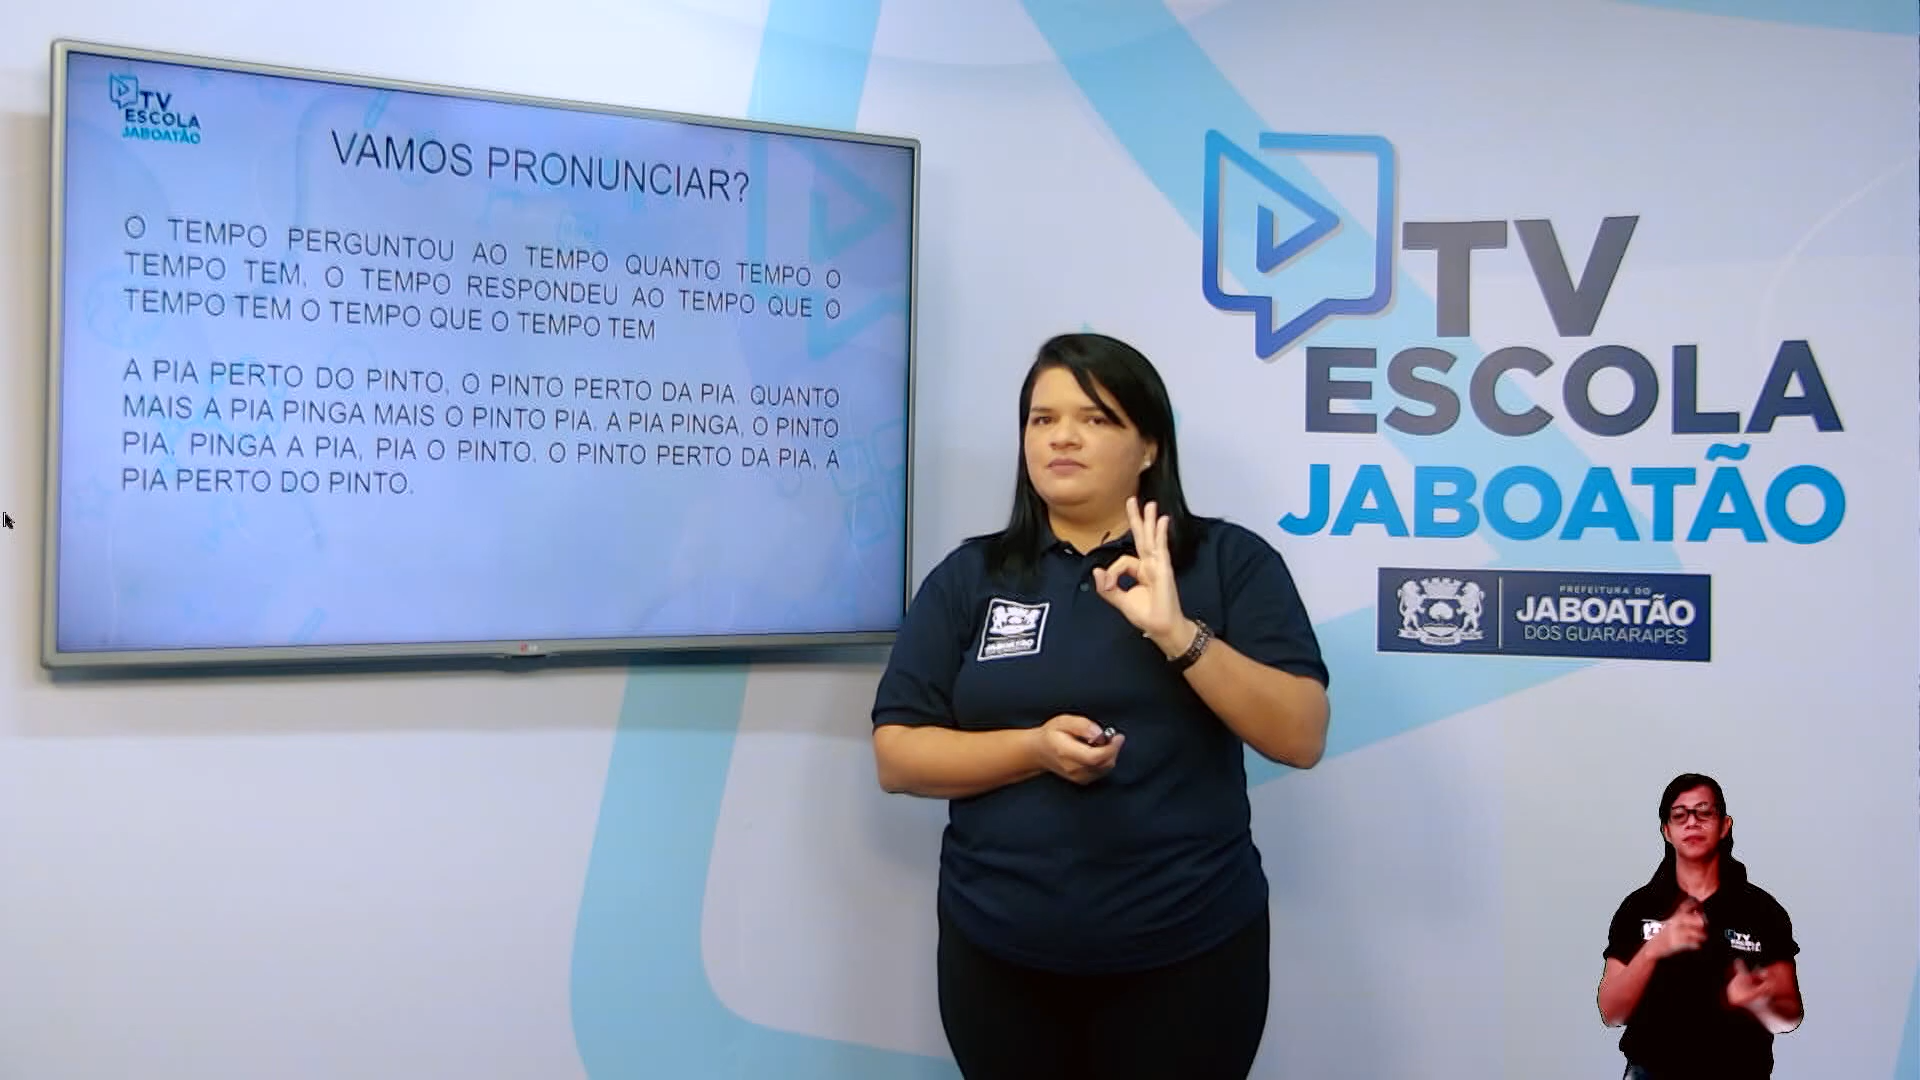 TV
ESCOLA
JABOATÃO
VAMOS PRONUNCIAR?
O TEMPO PERGUNTOU AO TEMPO QUANTO TEMPO O
TEMPO TEM, O TEMPO RESPONDEU AO TEMPO QUE O
TEMPO TEM O TEMPO QUE O TEMPO TEM
A PIA PERTO DO PINTO, O PINTO PERTO DA PIA. QUANTO
MAIS A PIA PINGA MAIS O PINTO PIA. A PIA PINGA, O PINTO
PIA. PINGA A PIA, PIA O PINTO. O PINTO PERTO DA PIA, A
PIA PERTO DO PINTO.
LG
TV
ESCOLA
JABOATÃO
PREFEITURA DO
JABOATÃO
DOS GUARARAPES
JABOATÃO
TV
ESCOLA